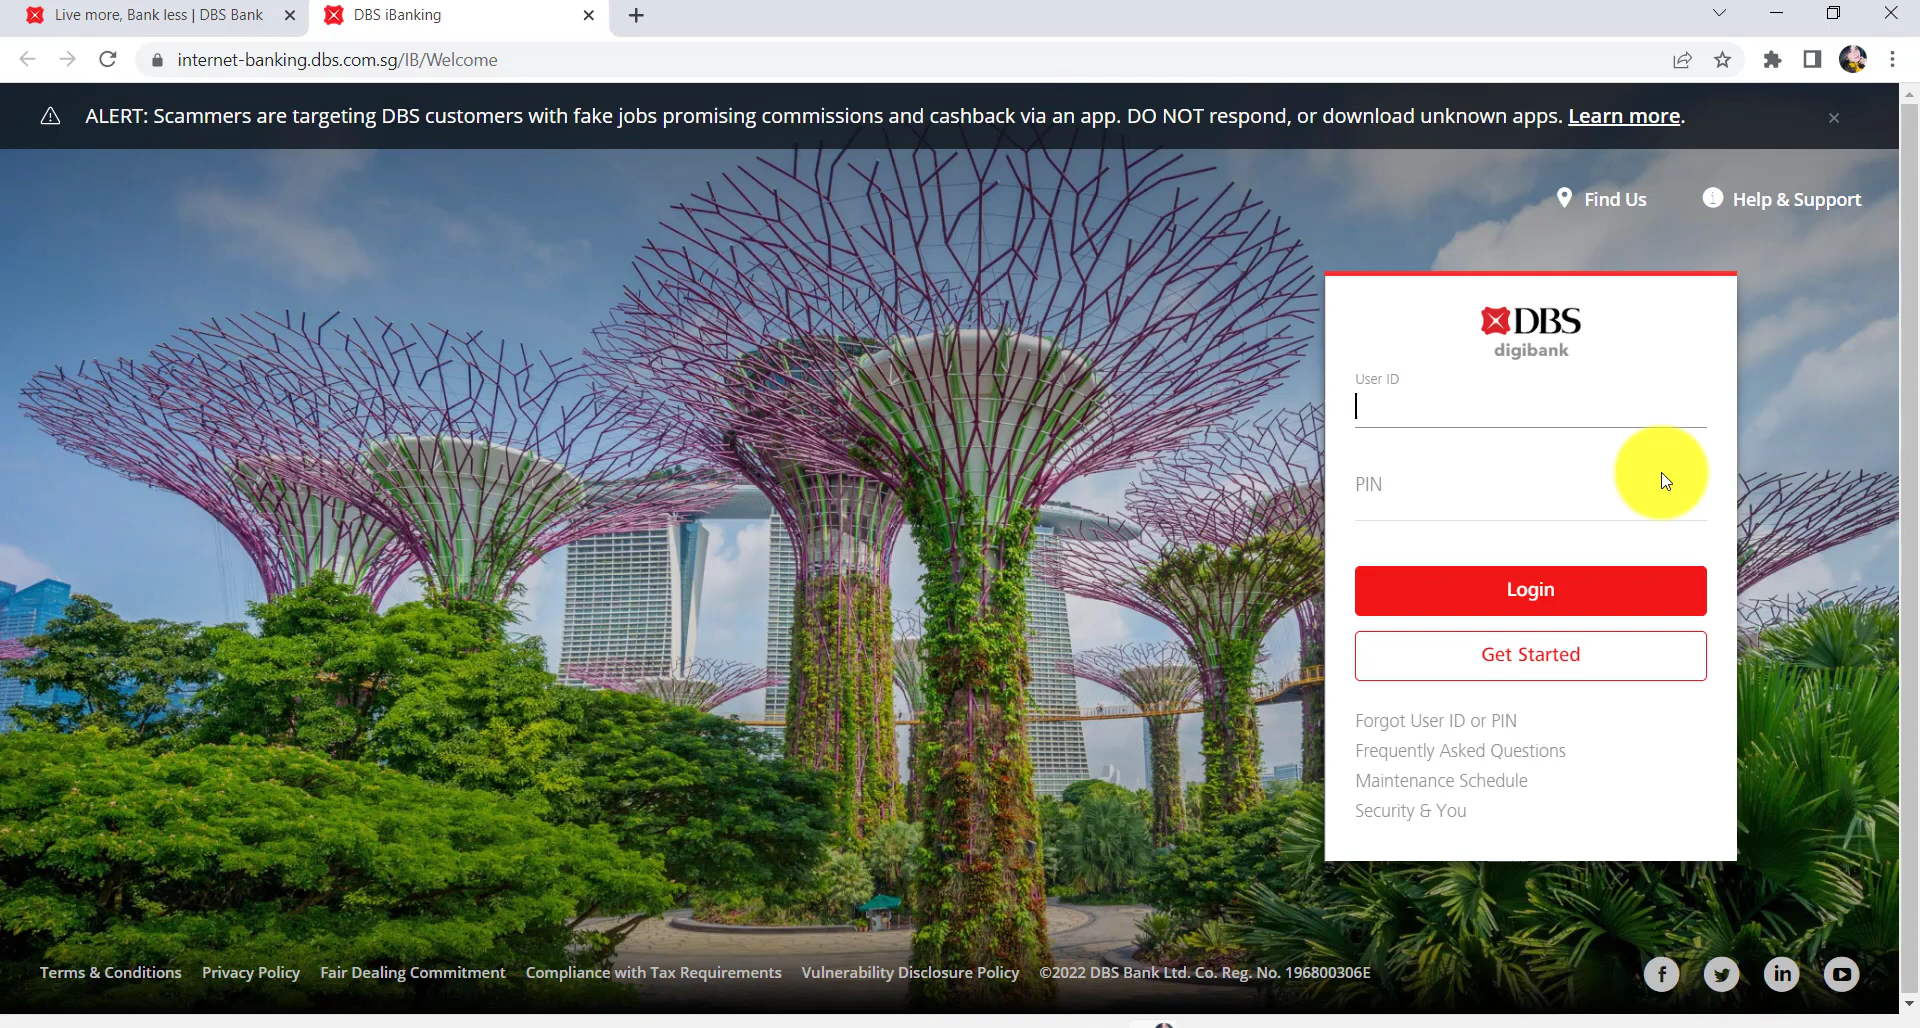 Live more, Bank less | DBS Bank
DBS iBanking
internet-banking.dbs.com.sg/IB/Welcome
ALERT: Scammers are targeting DBS customers with fake jobs promising commissions and cashback via an app. DO NOT respond, or download unknown apps. Learn more.
Find Us
Help & Support
DBS
digibank
User ID
PIN
Login
Get Started
Forgot User ID or PIN
Frequently Asked Questions
Maintenance Schedule
Security & You
Terms & Conditions Privacy Policy Fair Dealing Commitment Compliance with Tax Requirements Vulnerability Disclosure Policy ©2022 DBS Bank Ltd. Co. Reg. No. 196800306E